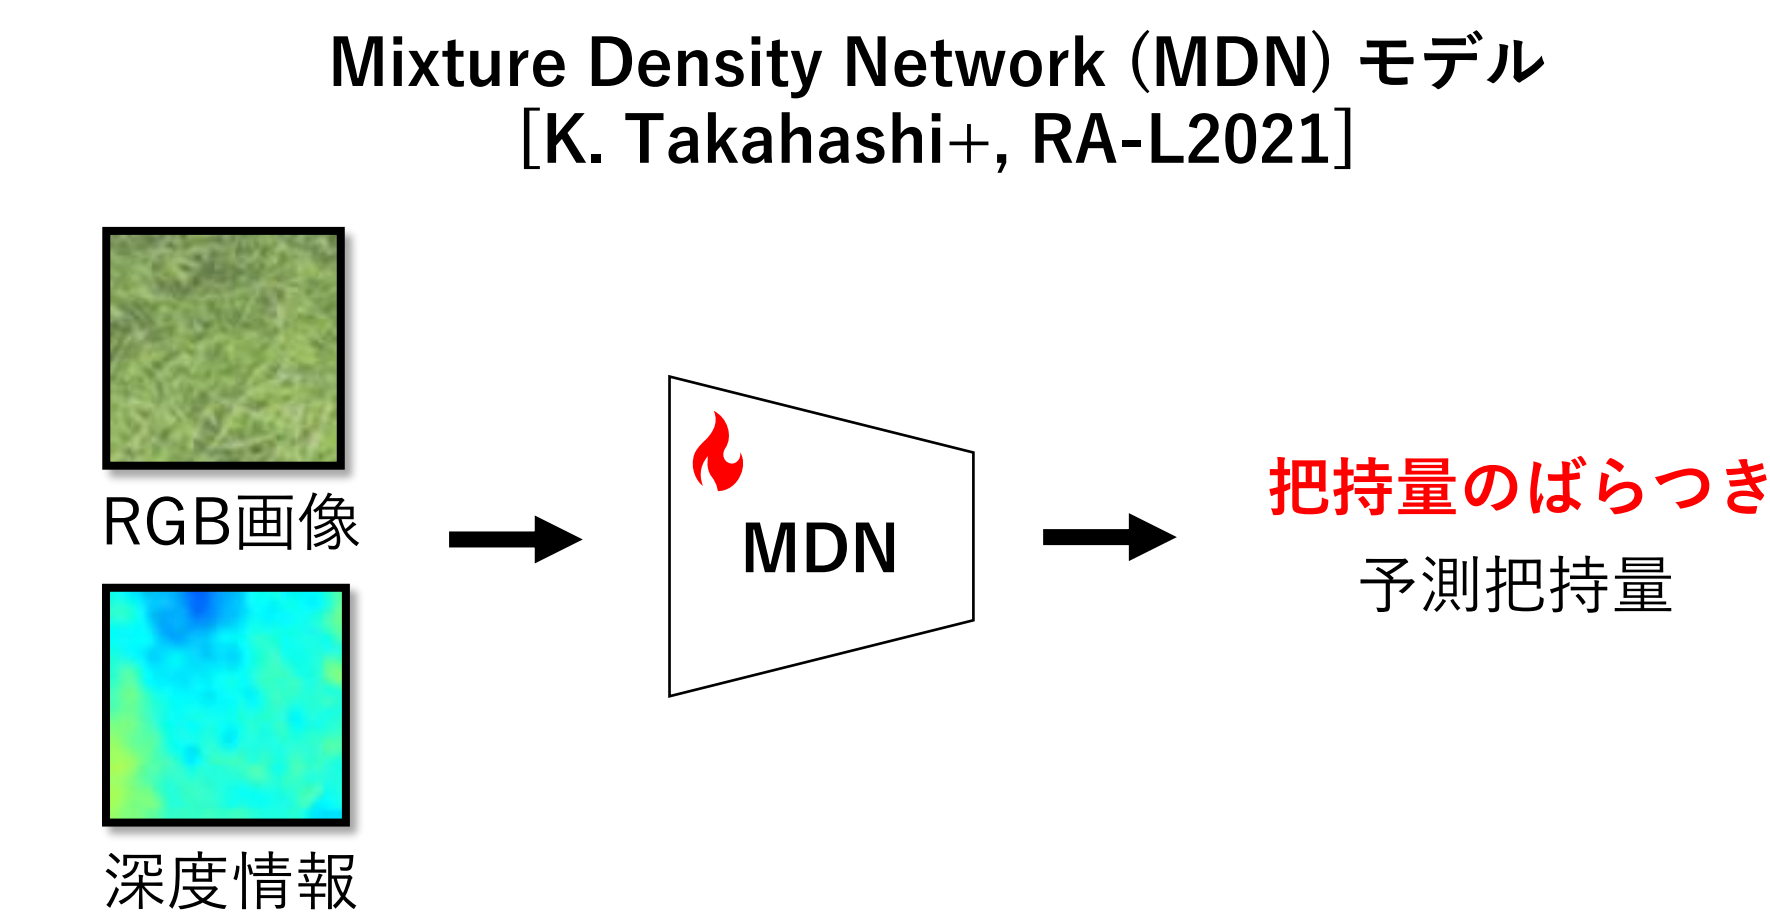 Mixture Density Network (MDN) モデル
[K. Takahashi+, RA-L2021]
RGB画像
深度情報
MDN
把持量のばらつき
予測把持量